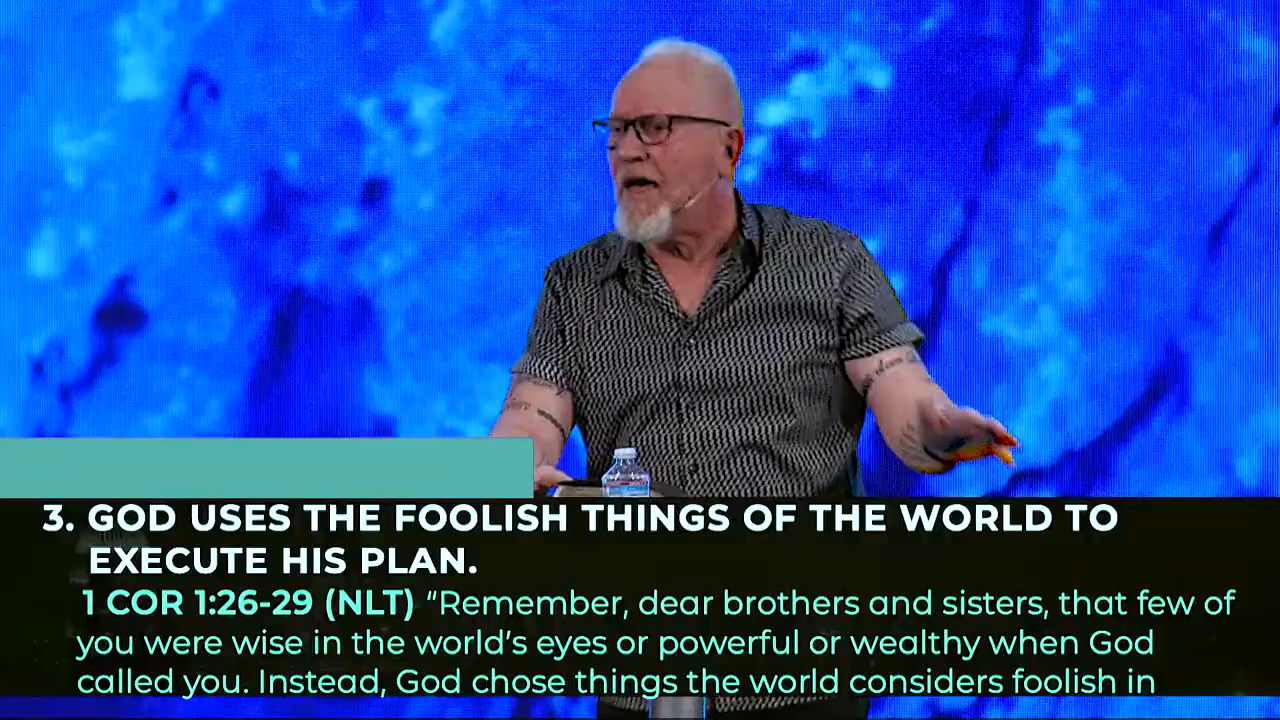 3. GOD USES THE FOOLISH THINGS OF THE WORLD TO
EXECUTE HIS PLAN.
1 COR 1:26-29 (NLT) “Remember, dear brothers and sisters, that few of
you were wise in the world’s eyes or powerful or wealthy when God
called you. Instead, God chose things the world considers foolish in